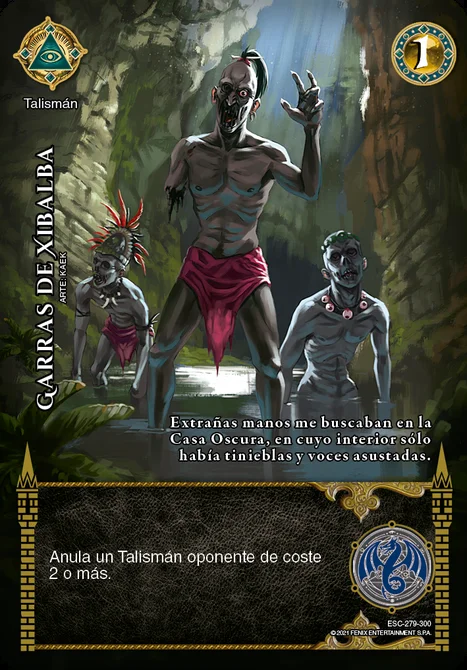 1
Talismán
GARRAS DE XIBALBA
ARTE: KAEK
Extrañas manos me buscaban en la
Casa Oscura, en cuyo interior sólo
había tinieblas y voces asustadas.
Anula un Talismán oponente de coste
2 o más.
ESC-279-300
©2021 FENIX ENTERTAINMENT S.P.A.